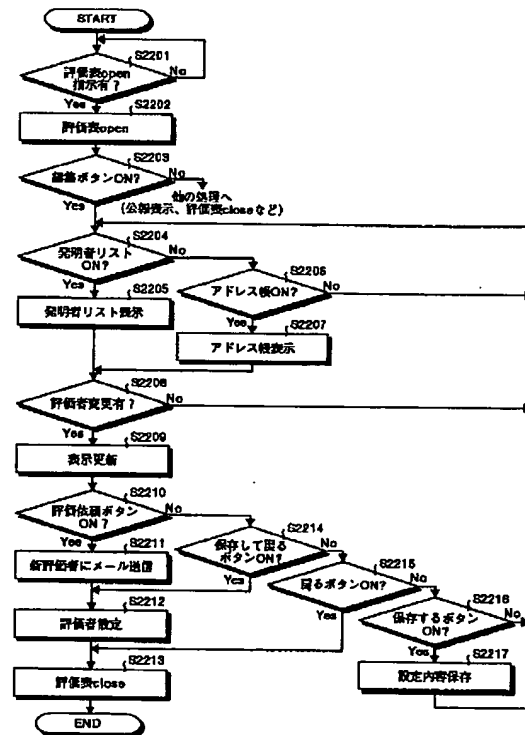 START
S2201
評価表open
指示有?
No
Yes
S2202
評価表open
S2203
編集ボタンON?
No
Yes
他の処理へ
(公報表示、評価表closeなど)
S2204
発明者リスト
ON?
No
Yes
S2205
発明者リスト表示
S2206
アドレス帳ON?
No
Yes
S2207
アドレス帳表示
S2208
評価者変更有?
No
Yes
S2209
表示更新
S2210
評価依頼ボタン
ON?
No
Yes
S2211
新評価者にメール送信
S2214
保存して閉る
ボタンON?
No
Yes
S2215
閉るボタンON?
No
Yes
S2216
保存するボタン
ON?
No
Yes
S2212
評価者設定
S2217
設定内容保存
S2213
評価表close
END